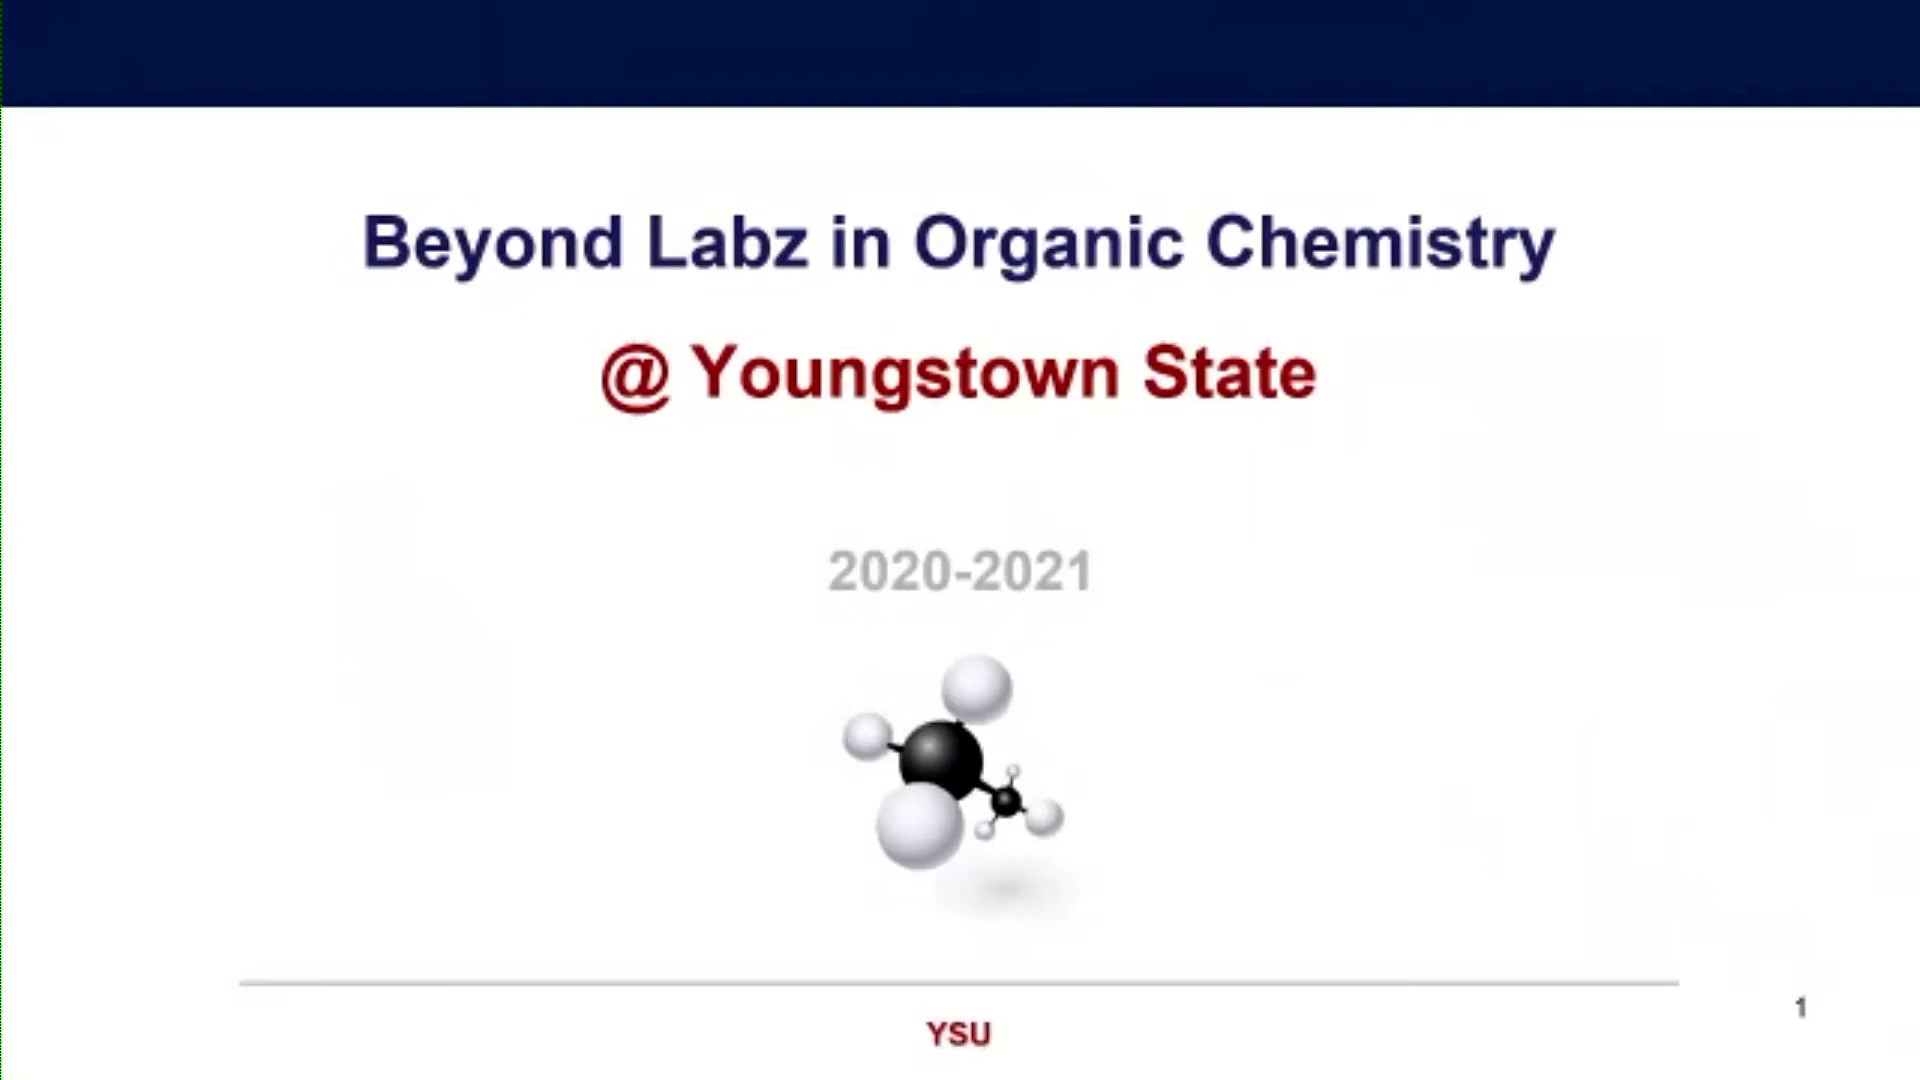 Beyond Labz in Organic Chemistry
@ Youngstown State
2020-2021
YSU
1